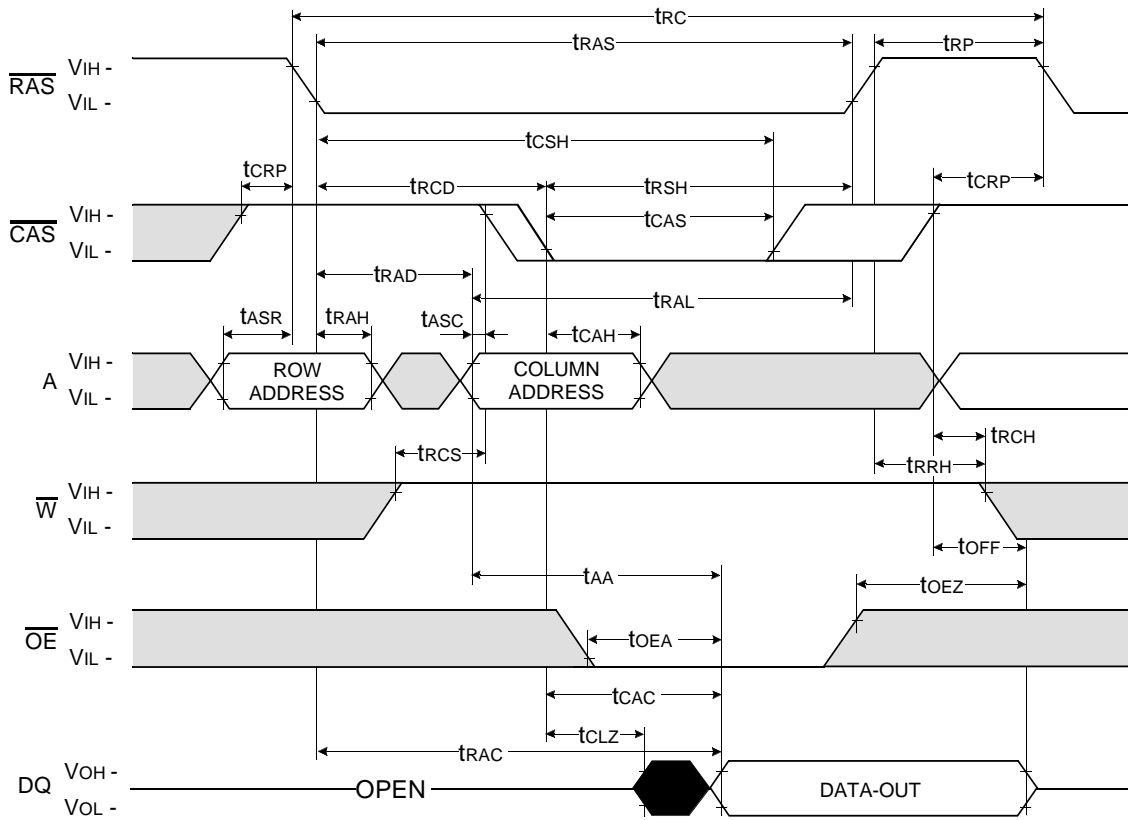 tRC
tRAS
tRP
RAS
VIH -
VIL -
tCSH
tCRP
tRCD
tRSH
tCRP
CAS
VIH -
VIL -
tCAS
tRAD
tRAL
tASR
tRAH
tASC
tCAH
A
VIH -
VIL -
ROW
ADDRESS
COLUMN
ADDRESS
tRCS
tRCH
tRRH
W
VIH -
VIL -
tOFF
tAA
tOEZ
OE
VIH -
VIL -
tOEA
tCAC
tCLZ
tRAC
DQ
VOH -
VOL -
OPEN
DATA-OUT